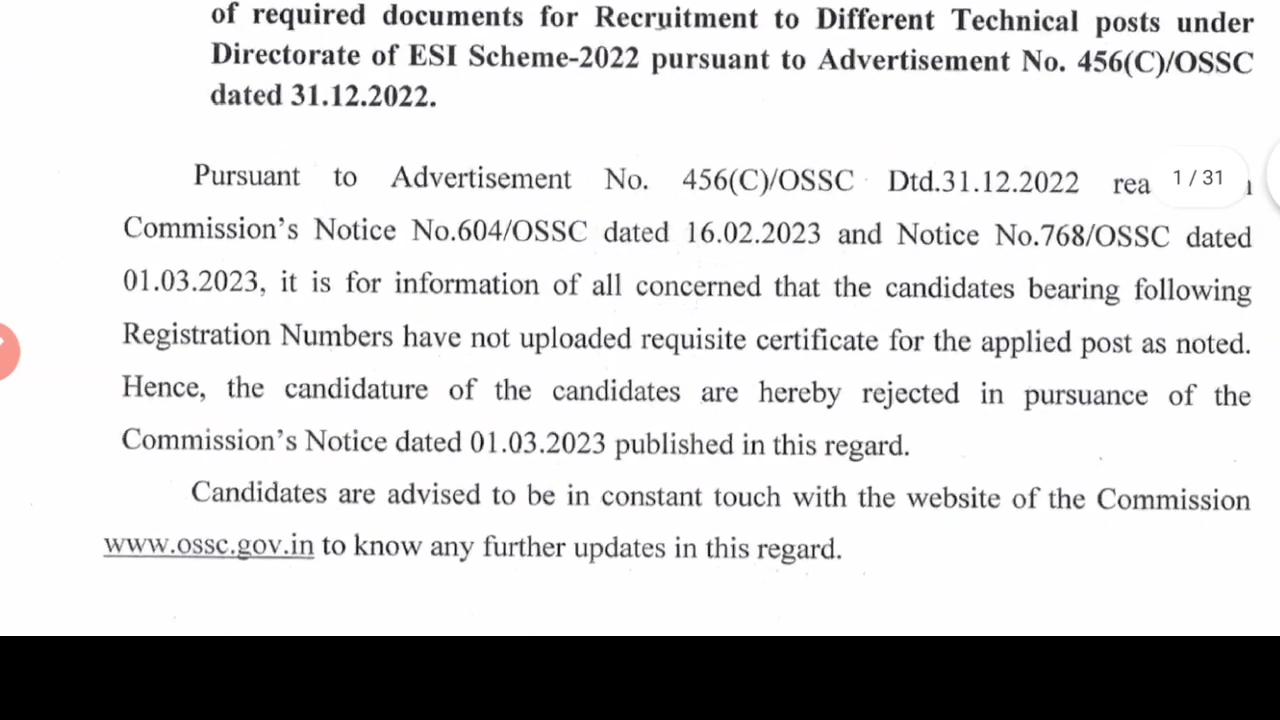 of required documents for Recruitment to Different Technical posts under
Directorate of ESI Scheme-2022 pursuant to Advertisement No. 456(C)/OSSC
dated 31.12.2022.
Pursuant to Advertisement No. 456(C)/OSSC Dtd.31.12.2022 rea
1 / 31
Commission's Notice No.604/OSSC dated 16.02.2023 and Notice No.768/OSSC dated
01.03.2023, it is for information of all concerned that the candidates bearing following
Registration Numbers have not uploaded requisite certificate for the applied post as noted.
Hence, the candidature of the candidates are hereby rejected in pursuance of the
Commission's Notice dated 01.03.2023 published in this regard.
Candidates are advised to be in constant touch with the website of the Commission
www.ossc.gov.in to know any further updates in this regard.